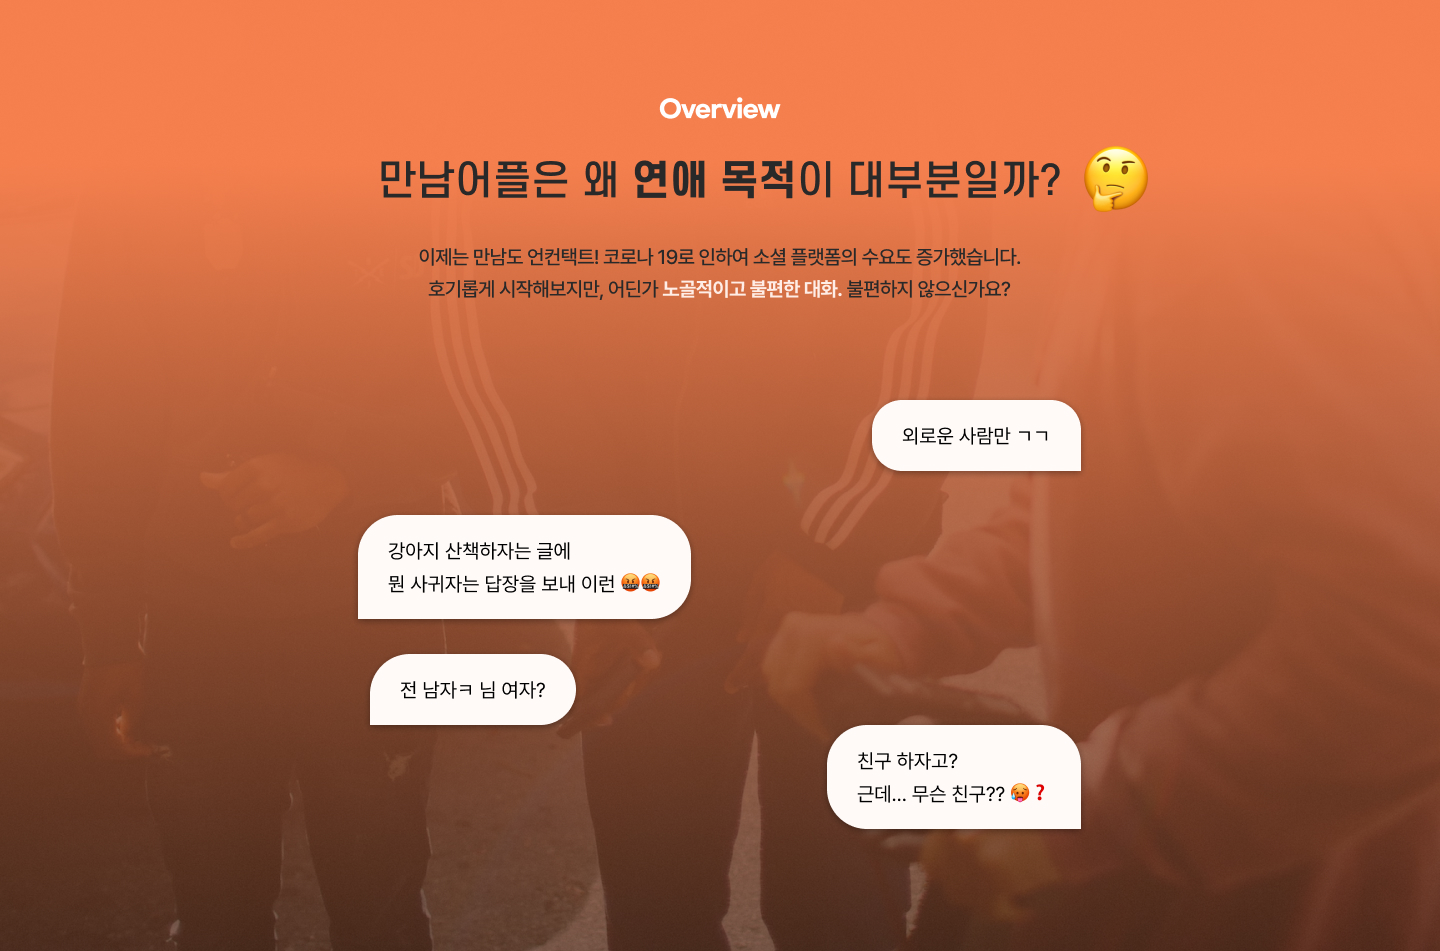 Overview
만남어플은 왜 연애 목적이 대부분일까? 🤔
이제는 만남도 언컨택트! 코로나 19로 인하여 소셜 플랫폼의 수요도 증가했습니다.
호기롭게 시작해보지만, 어딘가 노골적이고 불편한 대화. 불편하지 않으신가요?
외로운 사람만 ㄱㄱ
강아지 산책하자는 글에
뭔 사귀자는 답장을 보내 이런 🤬🤬
전 남자ㅋ 님 여자?
친구 하자고?
근데... 무슨 친구?? 🥵❓